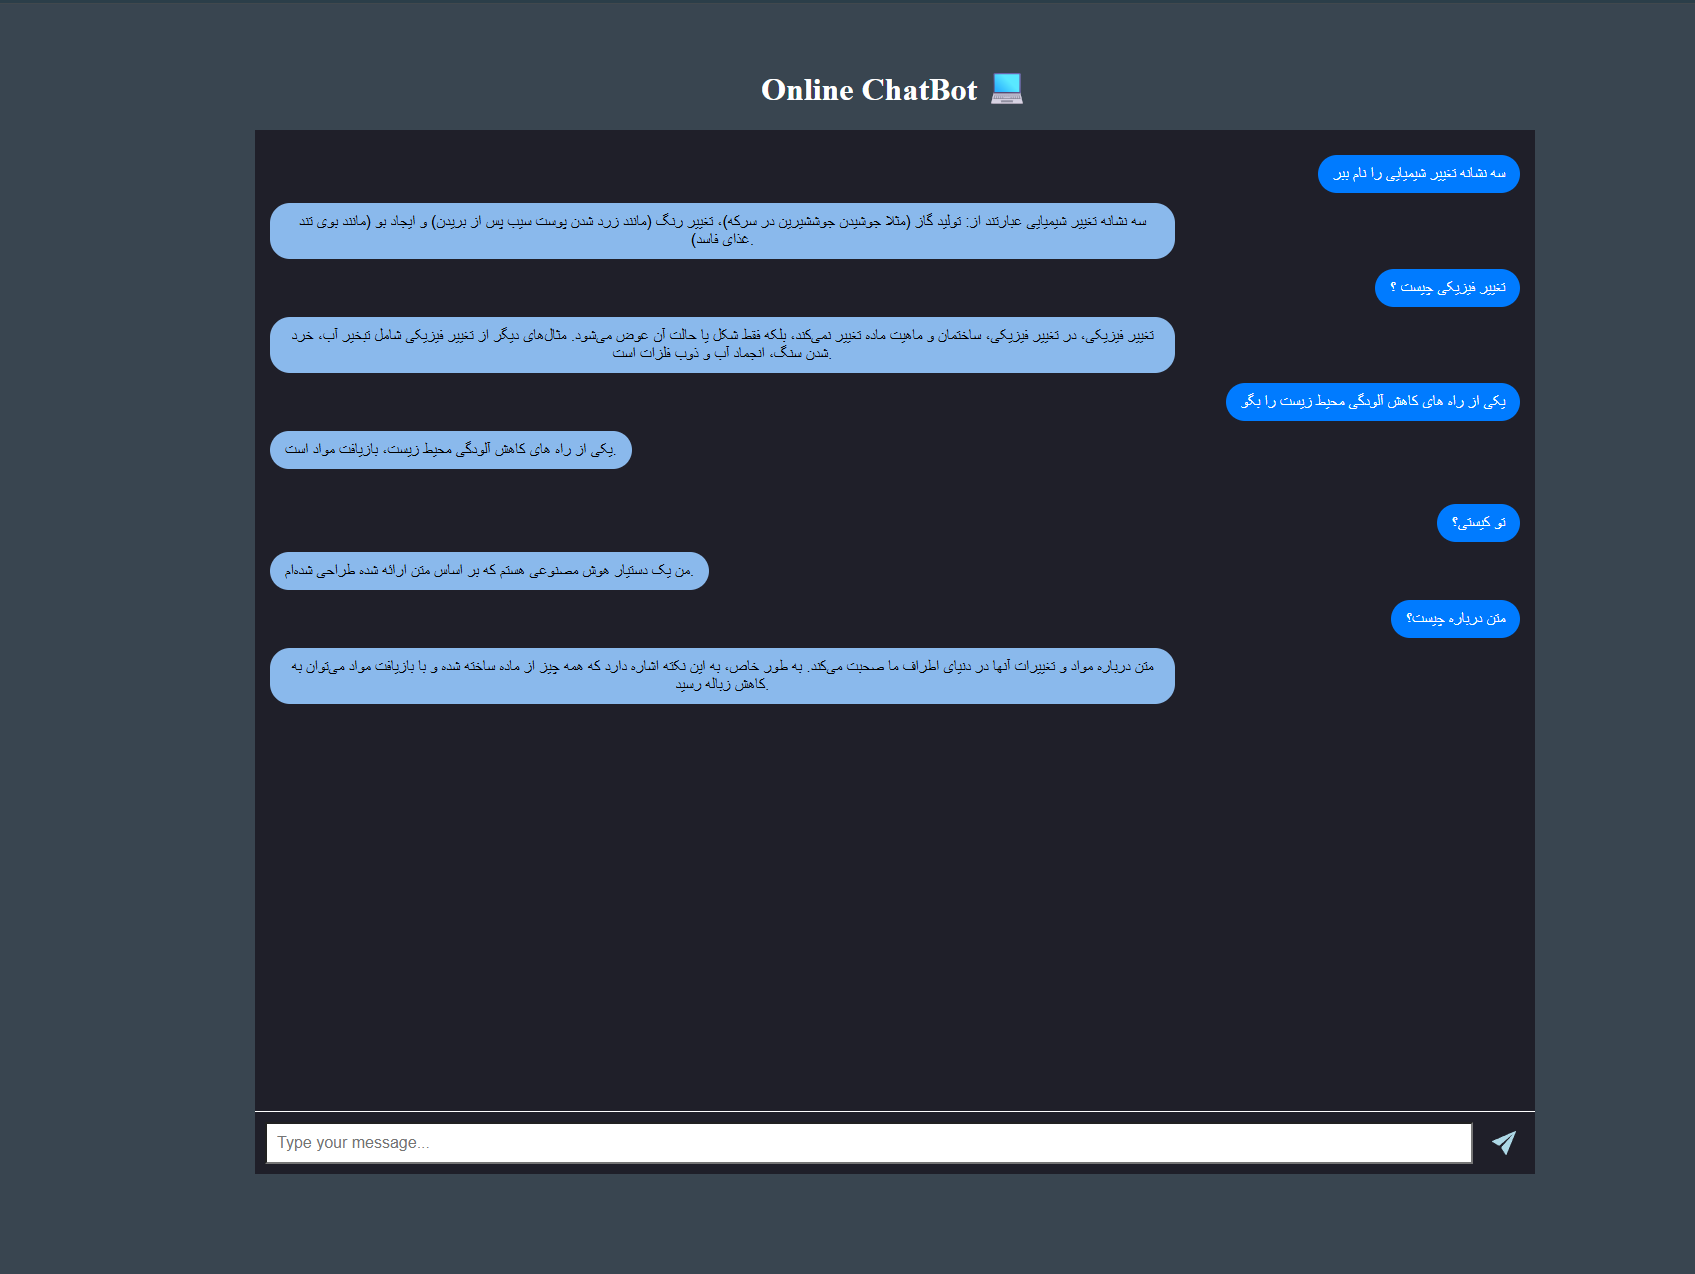 Online ChatBot
سه نشانه تغییر شیمیایی را نام ببر
سه نشانه تغییر شیمیایی عبارتند از: تولید گاز (مثلا جوشیدن جوششیرین در سرکه)، تغییر رنگ (مانند زرد شدن پوست سیب پس از بریدن) و ایجاد بو (مانند بوی تند
غذای فاسد).
تغییر فیزیکی چیست ؟
تغییر فیزیکی، در تغییر فیزیکی، ساختمان و ماهیت ماده تغییر نمی‌کند، بلکه فقط شکل یا حالت آن عوض می‌شود. مثال‌های دیگر از تغییر فیزیکی شامل تبخیر آب، خرد
شدن سنگ، انجماد آب و ذوب فلزات است.
یکی از راه های کاهش آلودگی محیط زیست را بگو
یکی از راه های کاهش آلودگی محیط زیست، بازیافت مواد است.
تو کیستی؟
من یک دستیار هوش مصنوعی هستم که بر اساس متن ارائه شده طراحی شده‌ام.
متن درباره چیست؟
متن درباره مواد و تغییرات آنها در دنیای اطراف ما صحبت می‌کند. به طور خاص، به این نکته اشاره دارد که همه چیز از ماده ساخته شده و با بازیافت مواد می‌توان به
کاهش زباله رسید.
Type your message...